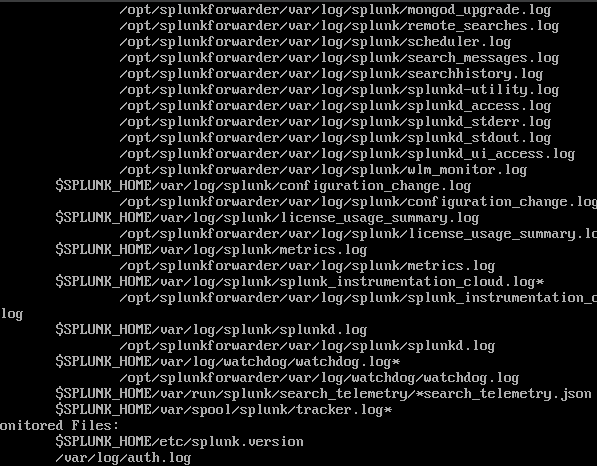 /opt/splunkforwarder/var/log/splunk/mongod_upgrade.log
/opt/splunkforwarder/var/log/splunk/remote_searches.log
/opt/splunkforwarder/var/log/splunk/scheduler.log
/opt/splunkforwarder/var/log/splunk/search_messages.log
/opt/splunkforwarder/var/log/splunk/searchhistory.log
/opt/splunkforwarder/var/log/splunk/splunkd-utility.log
/opt/splunkforwarder/var/log/splunk/splunkd_access.log
/opt/splunkforwarder/var/log/splunk/splunkd_stderr.log
/opt/splunkforwarder/var/log/splunk/splunkd_stdout.log
/opt/splunkforwarder/var/log/splunk/splunkd_ui_access.log
/opt/splunkforwarder/var/log/splunk/wlm_monitor.log
$SPLUNK_HOME/var/log/splunk/configuration_change.log
/opt/splunkforwarder/var/log/splunk/configuration_change.log
$SPLUNK_HOME/var/log/splunk/license_usage_summary.log
/opt/splunkforwarder/var/log/splunk/license_usage_summary.lo
$SPLUNK_HOME/var/log/splunk/metrics.log
/opt/splunkforwarder/var/log/splunk/metrics.log
$SPLUNK_HOME/var/log/splunk/splunk_instrumentation_cloud.log*
/opt/splunkforwarder/var/log/splunk/splunk_instrumentation_c
log
$SPLUNK_HOME/var/log/splunk/splunkd.log
/opt/splunkforwarder/var/log/splunk/splunkd.log
$SPLUNK_HOME/var/log/watchdog/watchdog.log*
/opt/splunkforwarder/var/log/watchdog/watchdog.log
$SPLUNK_HOME/var/run/splunk/search_telemetry/*search_telemetry.json
$SPLUNK_HOME/var/spool/splunk/tracker.log*
onitored Files:
$SPLUNK_HOME/etc/splunk.version
/var/log/auth.log